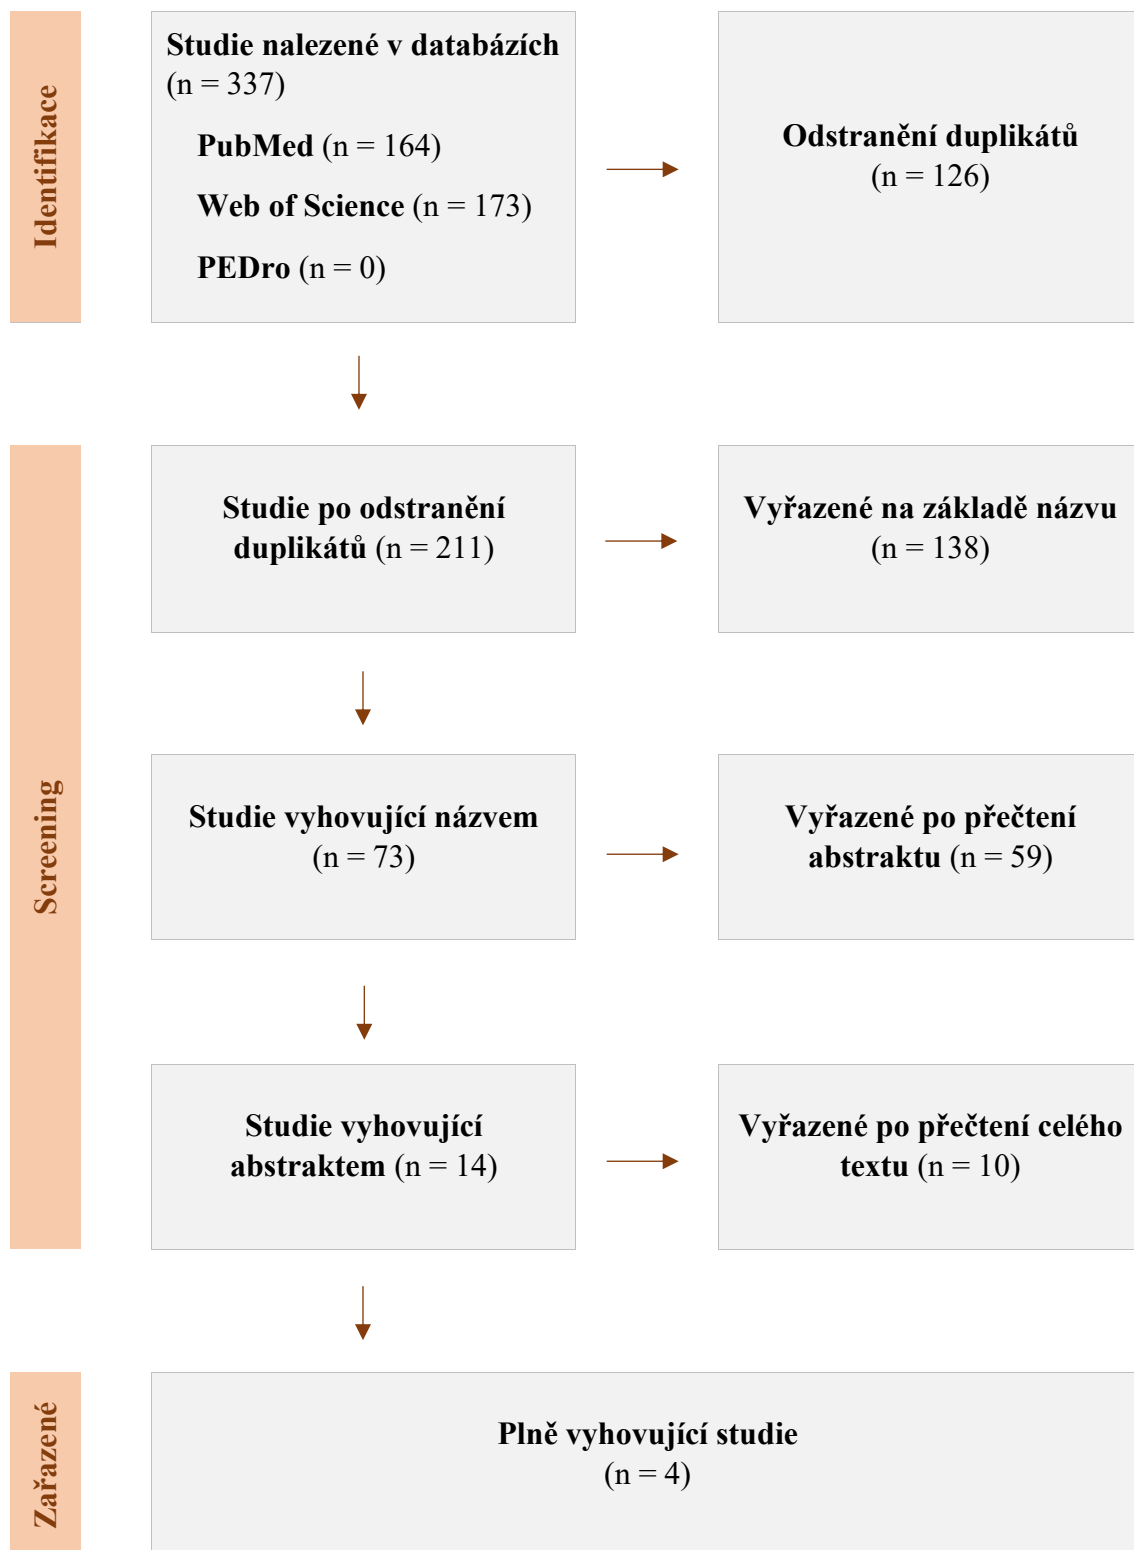 Identifikace
Studie nalezené v databázích
(n = 337)
PubMed (n = 164)
Web of Science (n = 173)
PEDro (n = 0)
Odstranění duplikátů
(n = 126)
Screening
Studie po odstranění
duplikátů (n = 211)
Vyřazené na základě názvu
(n = 138)
Studie vyhovující názvem
(n = 73)
Vyřazené po přečtení
abstraktu (n = 59)
Studie vyhovující
abstraktem (n = 14)
Vyřazené po přečtení celého
textu (n = 10)
Zařazené
Plně vyhovující studie
(n = 4)